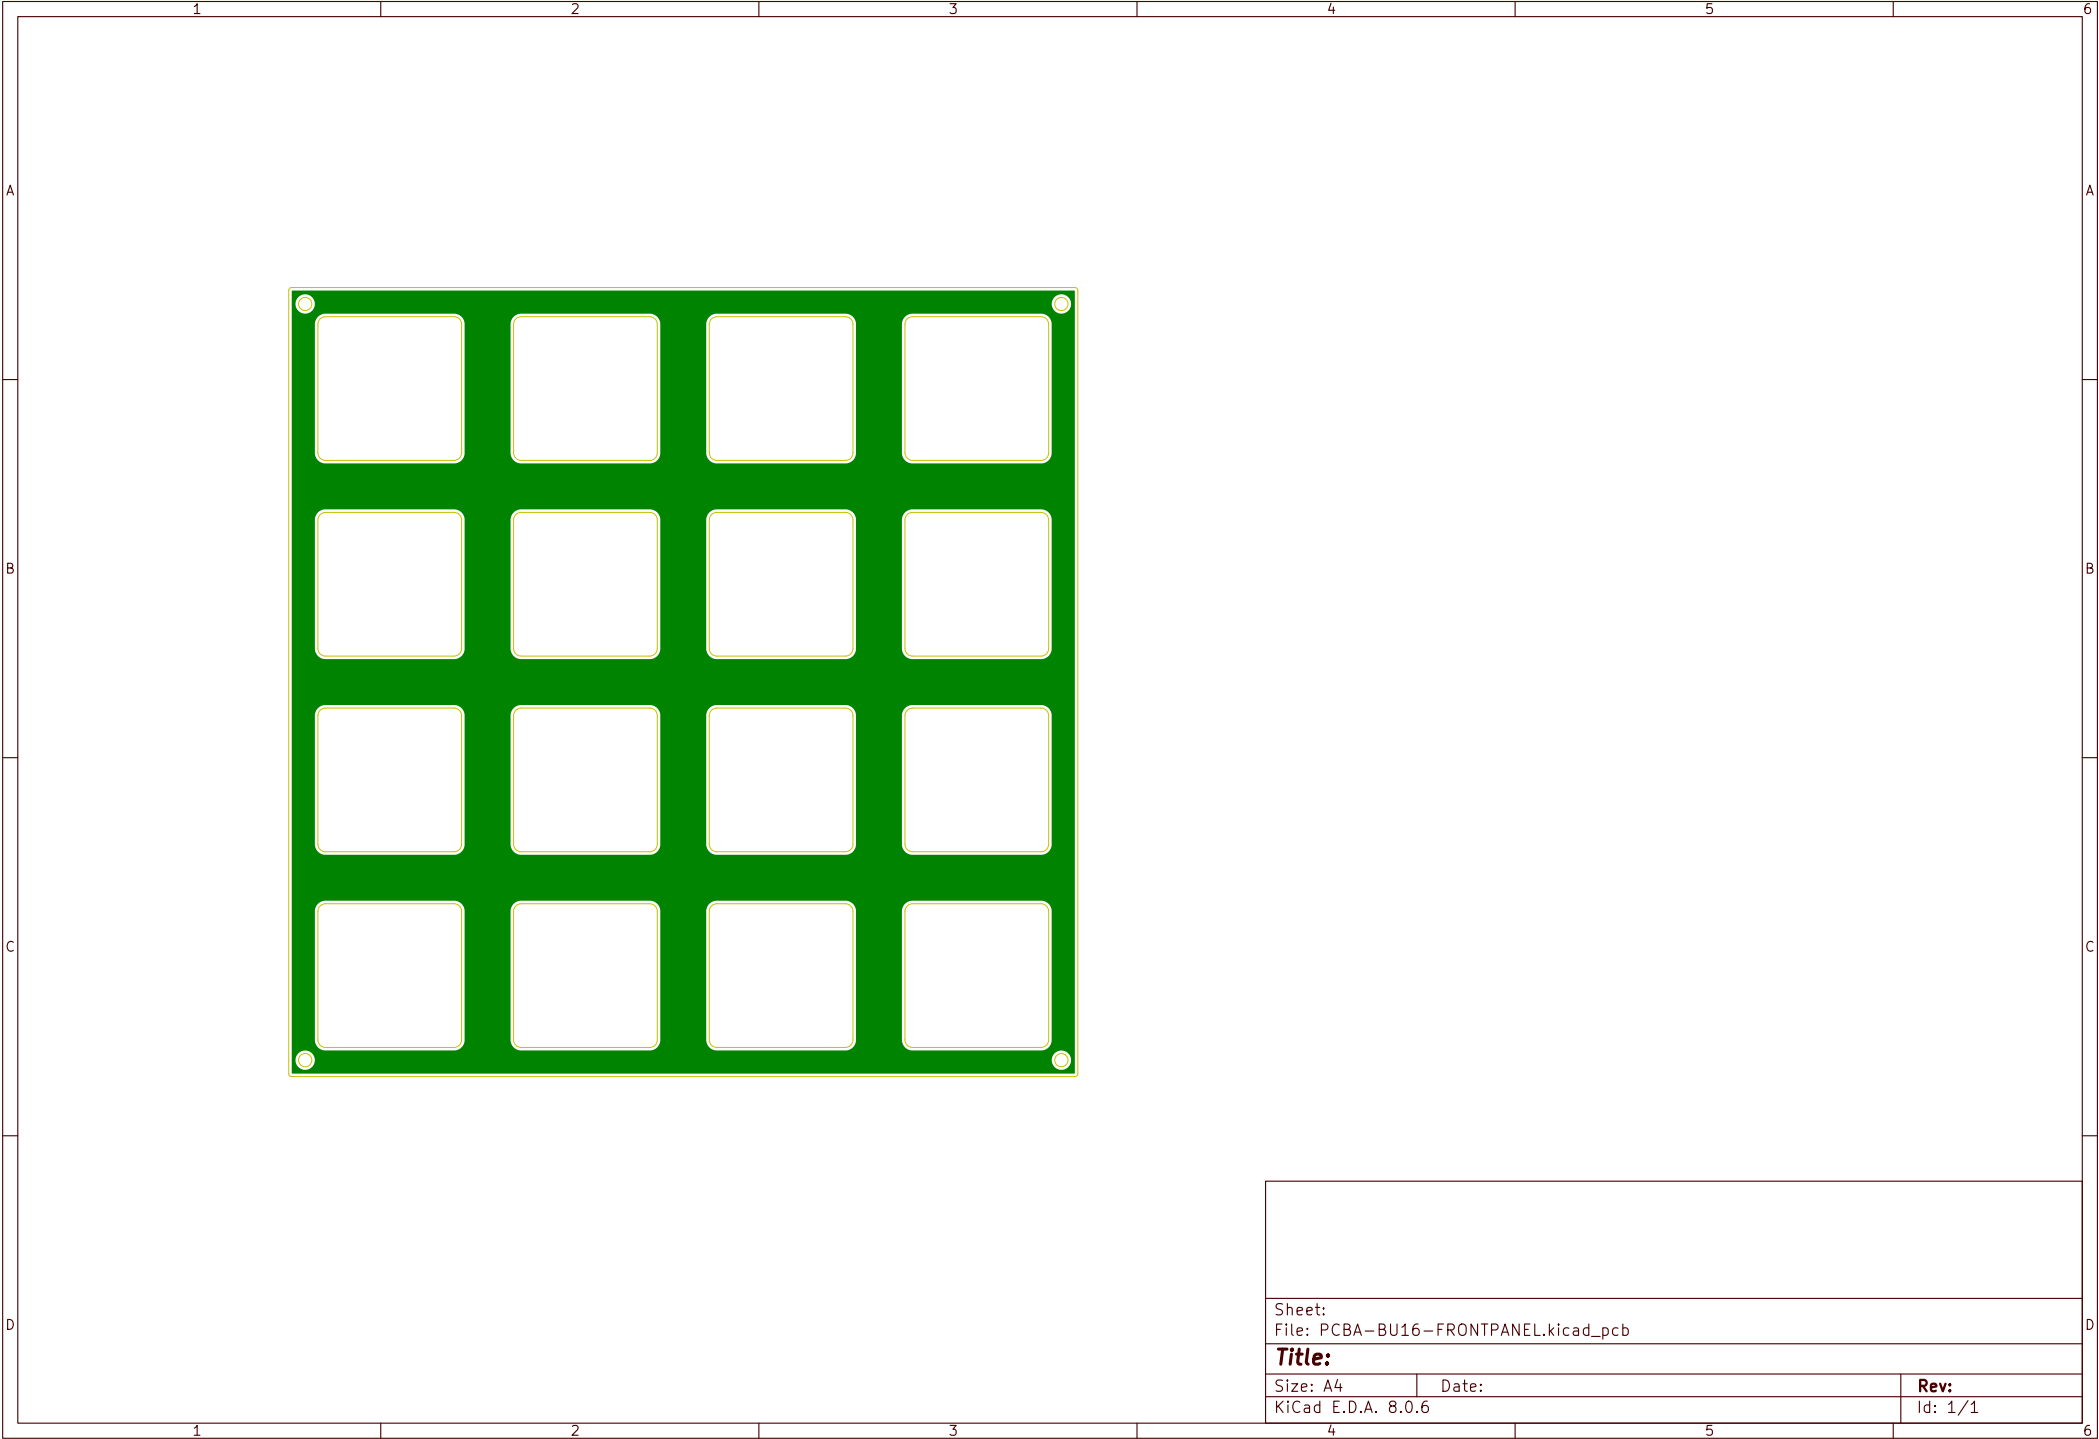 1 2 3 4 5 6
A A
B B
C C
D D
Sheet:
File: PCBA-BU16-FRONTPANEL.kicad_pcb
Title:
Size: A4 Date: Rev:
KiCad E.D.A. 8.0.6 Id: 1/1
1 2 3 4 5 6